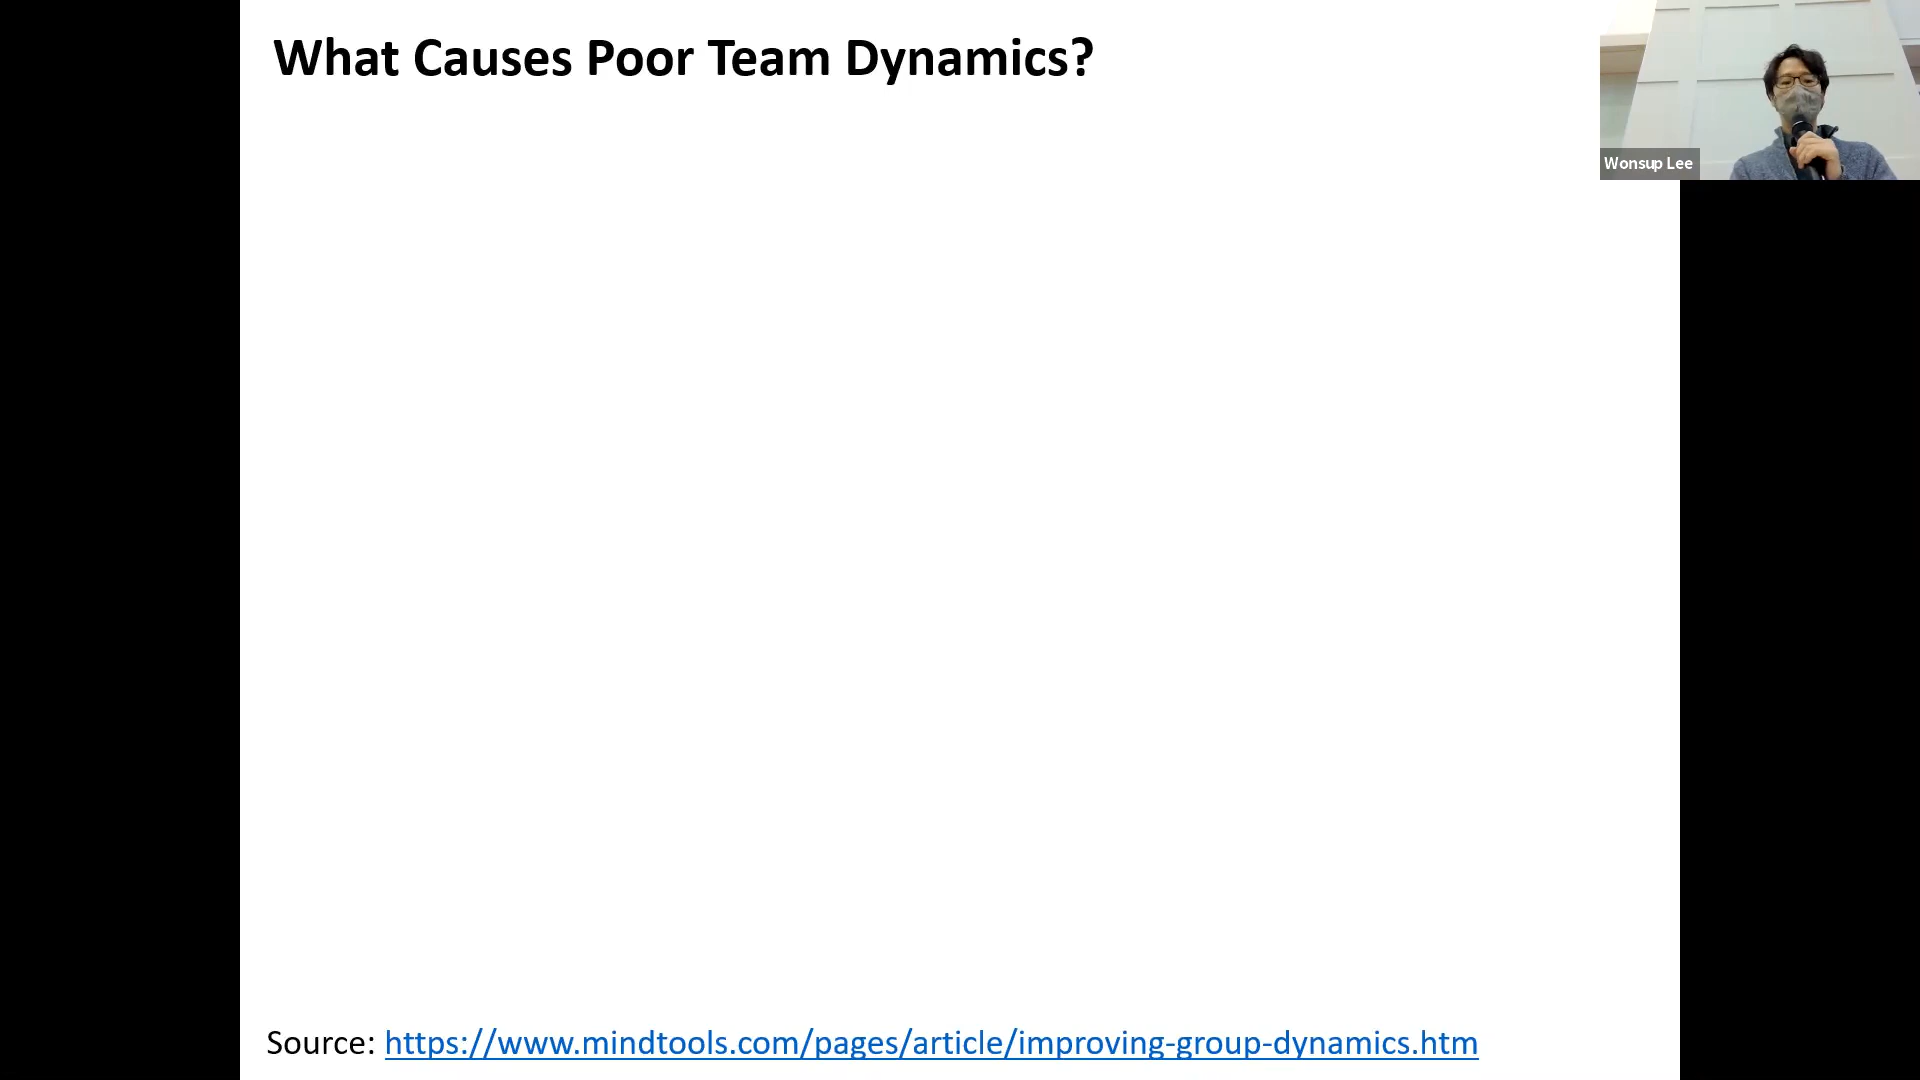 What Causes Poor Team Dynamics?
Wonsup Lee
Source: https://www.mindtools.com/pages/article/improving-group-dynamics.htm